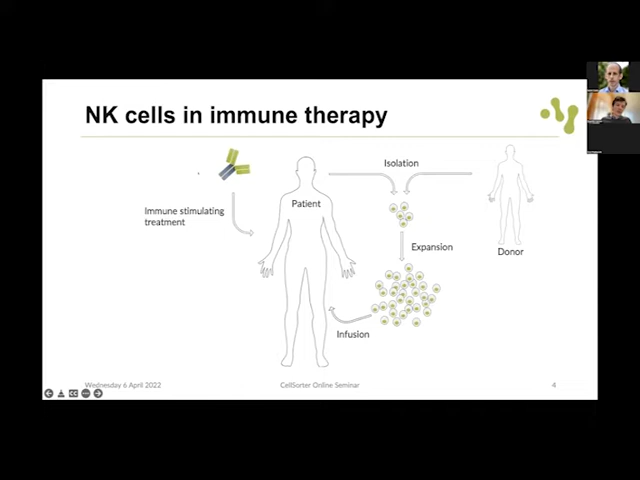 NK cells in immune therapy
Isolation
Patient
Immune stimulating
treatment
Expansion
Donor
Infusion
Wednesday 6 April 2022
CellSorter Online Seminar
4